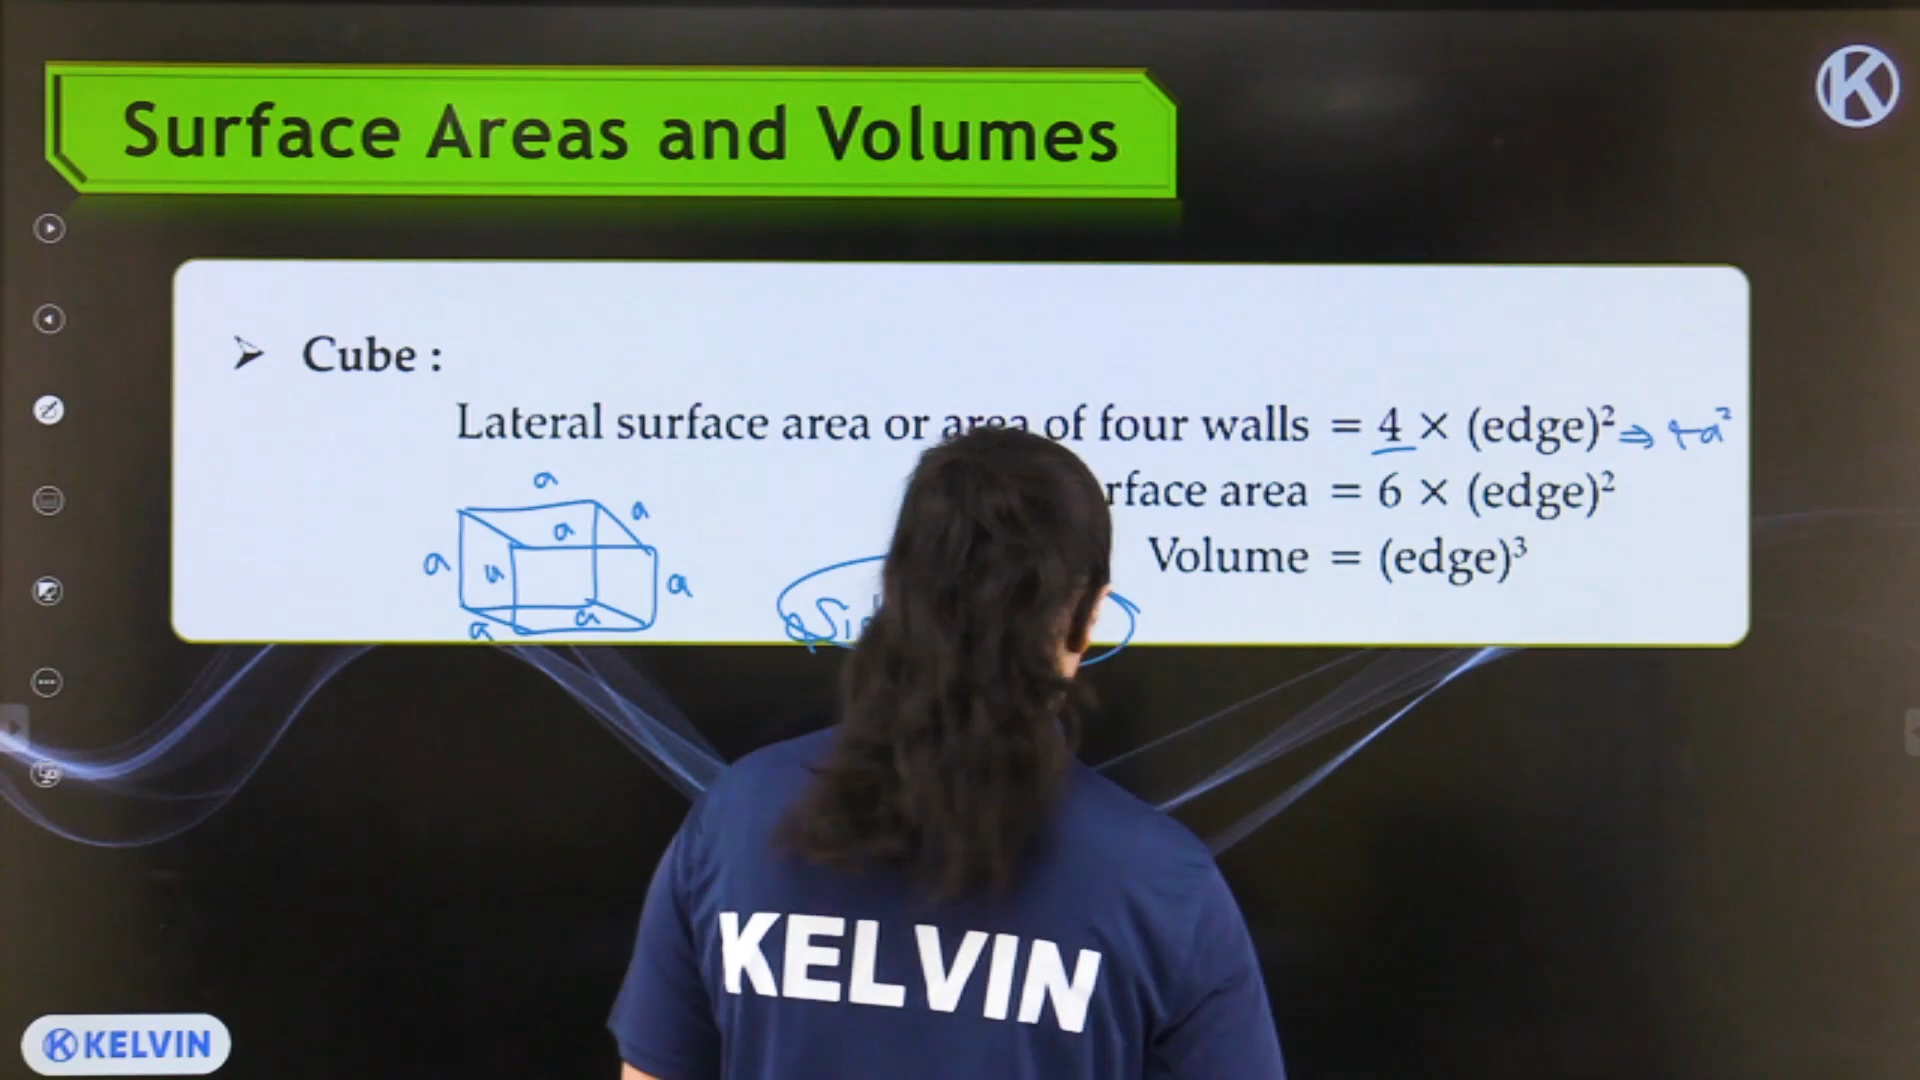 Surface Areas and Volumes
Cube :
Lateral surface area or area of four walls = 4 × (edge)² ⇒ 4a²
rface area = 6 × (edge)²
Volume = (edge)³
a
a
a
a
a
a
a
a
KELVIN
KELVIN